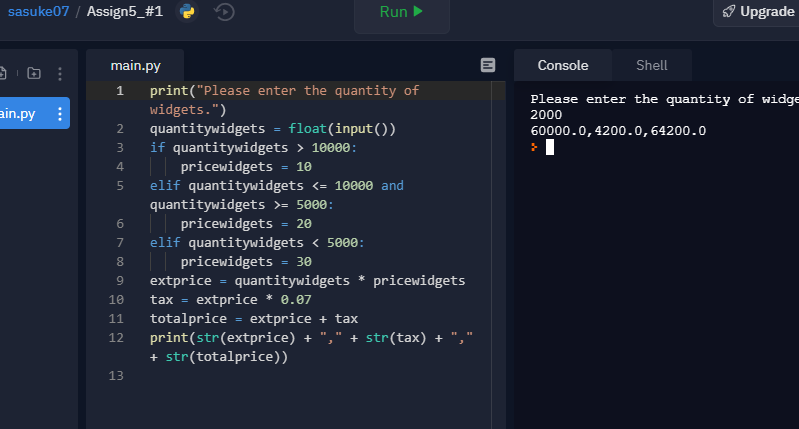 sasuke07 / Assign5_#1
Run
Upgrade
main.py
Console
Shell
ain.py
1 print("Please enter the quantity of
widgets.")
2 quantitywidgets = float(input())
3 if quantitywidgets > 10000:
4 pricewidgets = 10
5 elif quantitywidgets <= 10000 and
quantitywidgets >= 5000:
6 pricewidgets = 20
7 elif quantitywidgets < 5000:
8 pricewidgets = 30
9 extprice = quantitywidgets * pricewidgets
10 tax = extprice * 0.07
11 totalprice = extprice + tax
12 print(str(extprice) + "," + str(tax) + ","
+ str(totalprice))
13
Please enter the quantity of widge
2000
60000.0,4200.0,64200.0